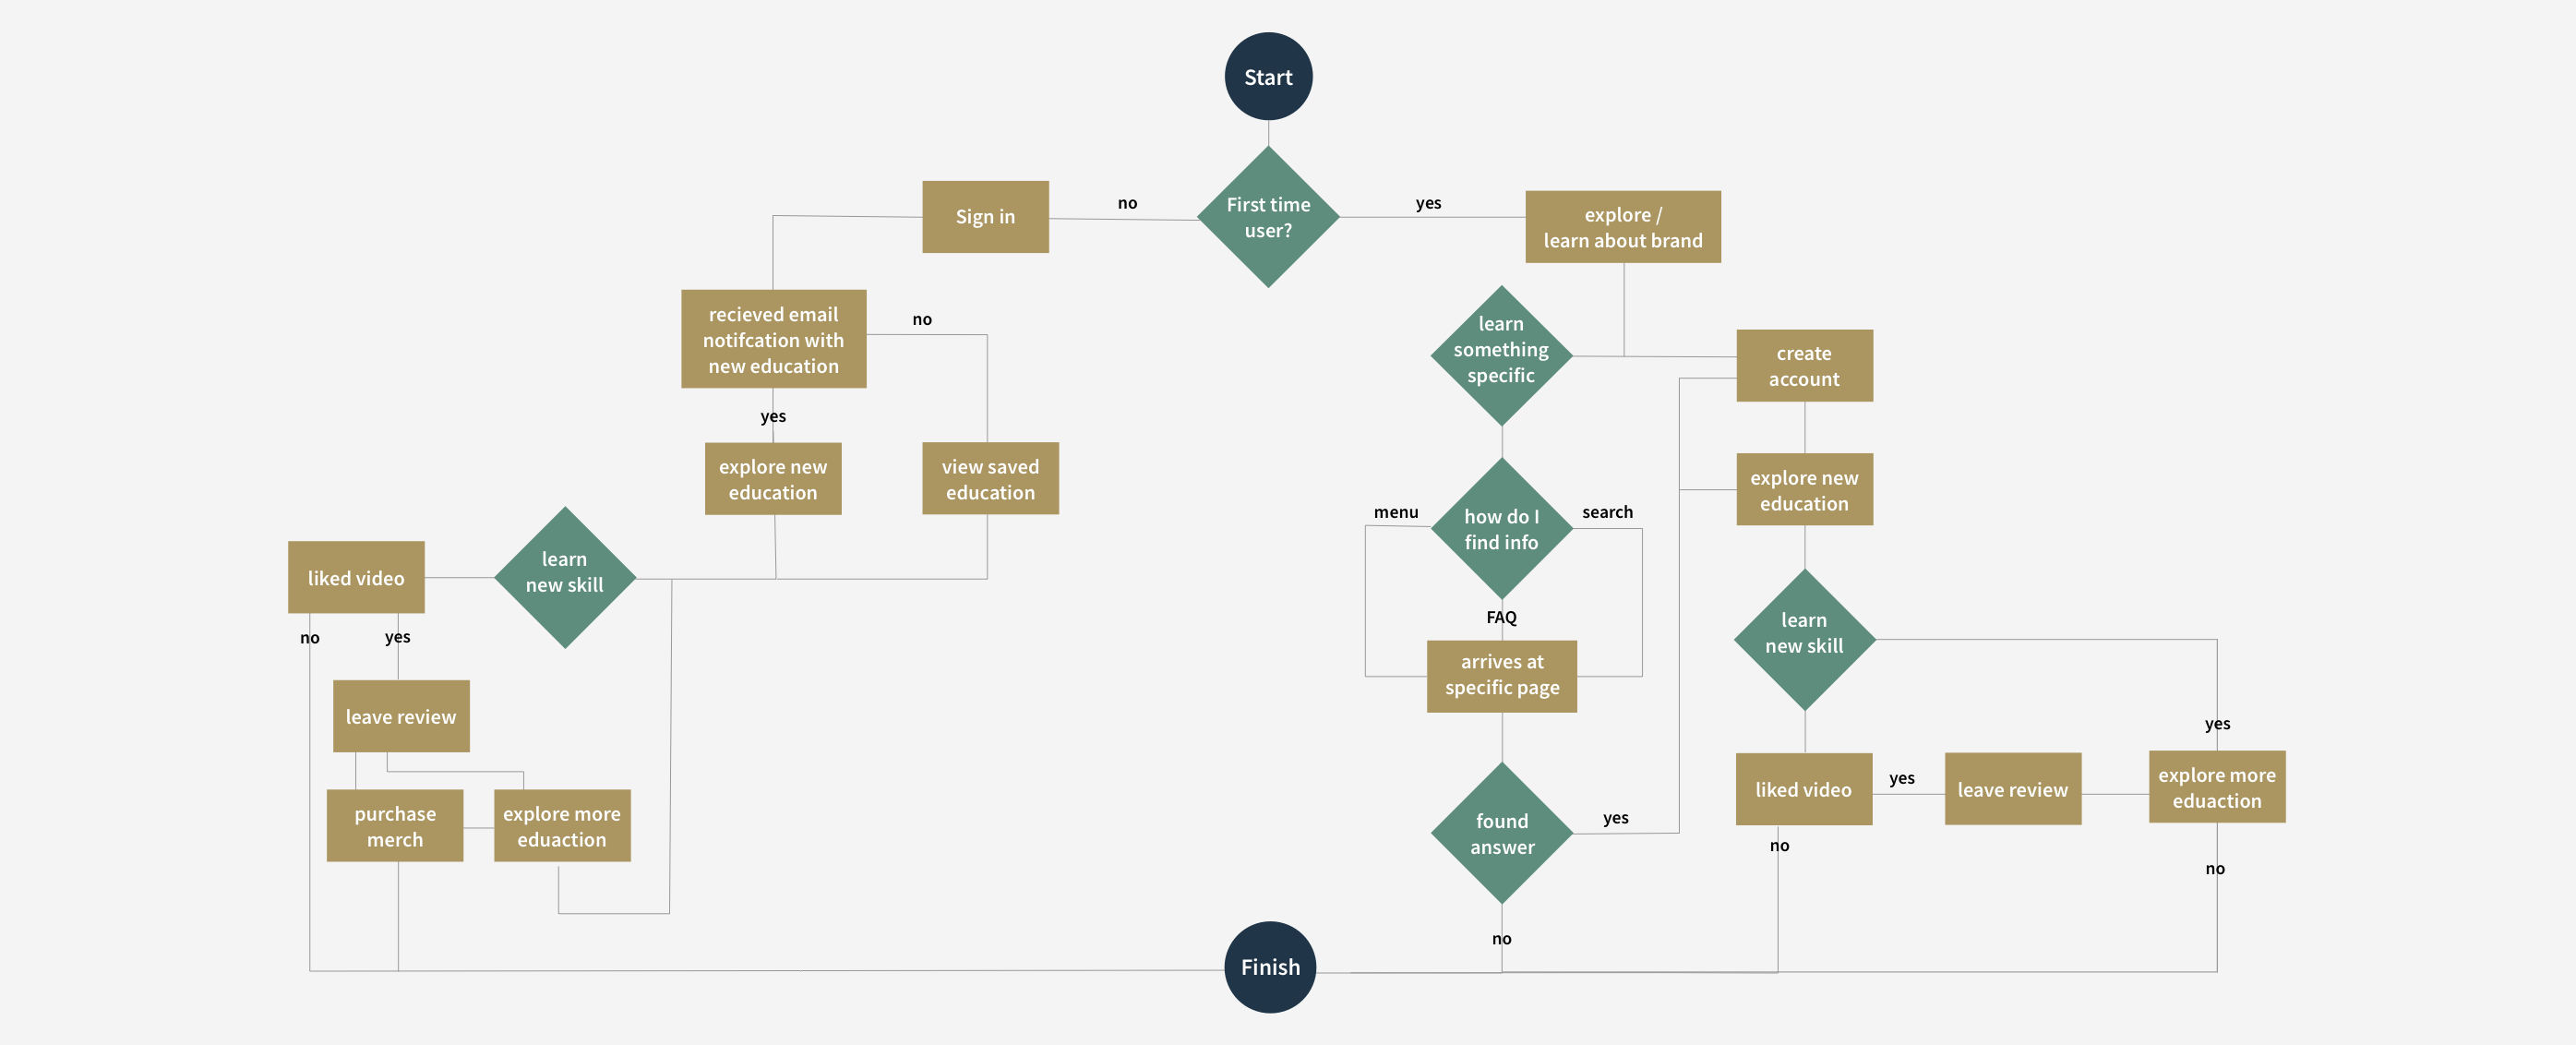 Start
First time
user?
no
yes
Sign in
explore /
learn about brand
recieved email
notifcation with
new education
no
yes
explore new
education
view saved
education
learn
new skill
liked video
no
yes
leave review
purchase
merch
explore more
eduaction
learn
something
specific
create
account
how do I
find info
menu
search
FAQ
arrives at
specific page
explore new
education
learn
new skill
found
answer
yes
no
liked video
yes
no
leave review
yes
explore more
eduaction
no
Finish